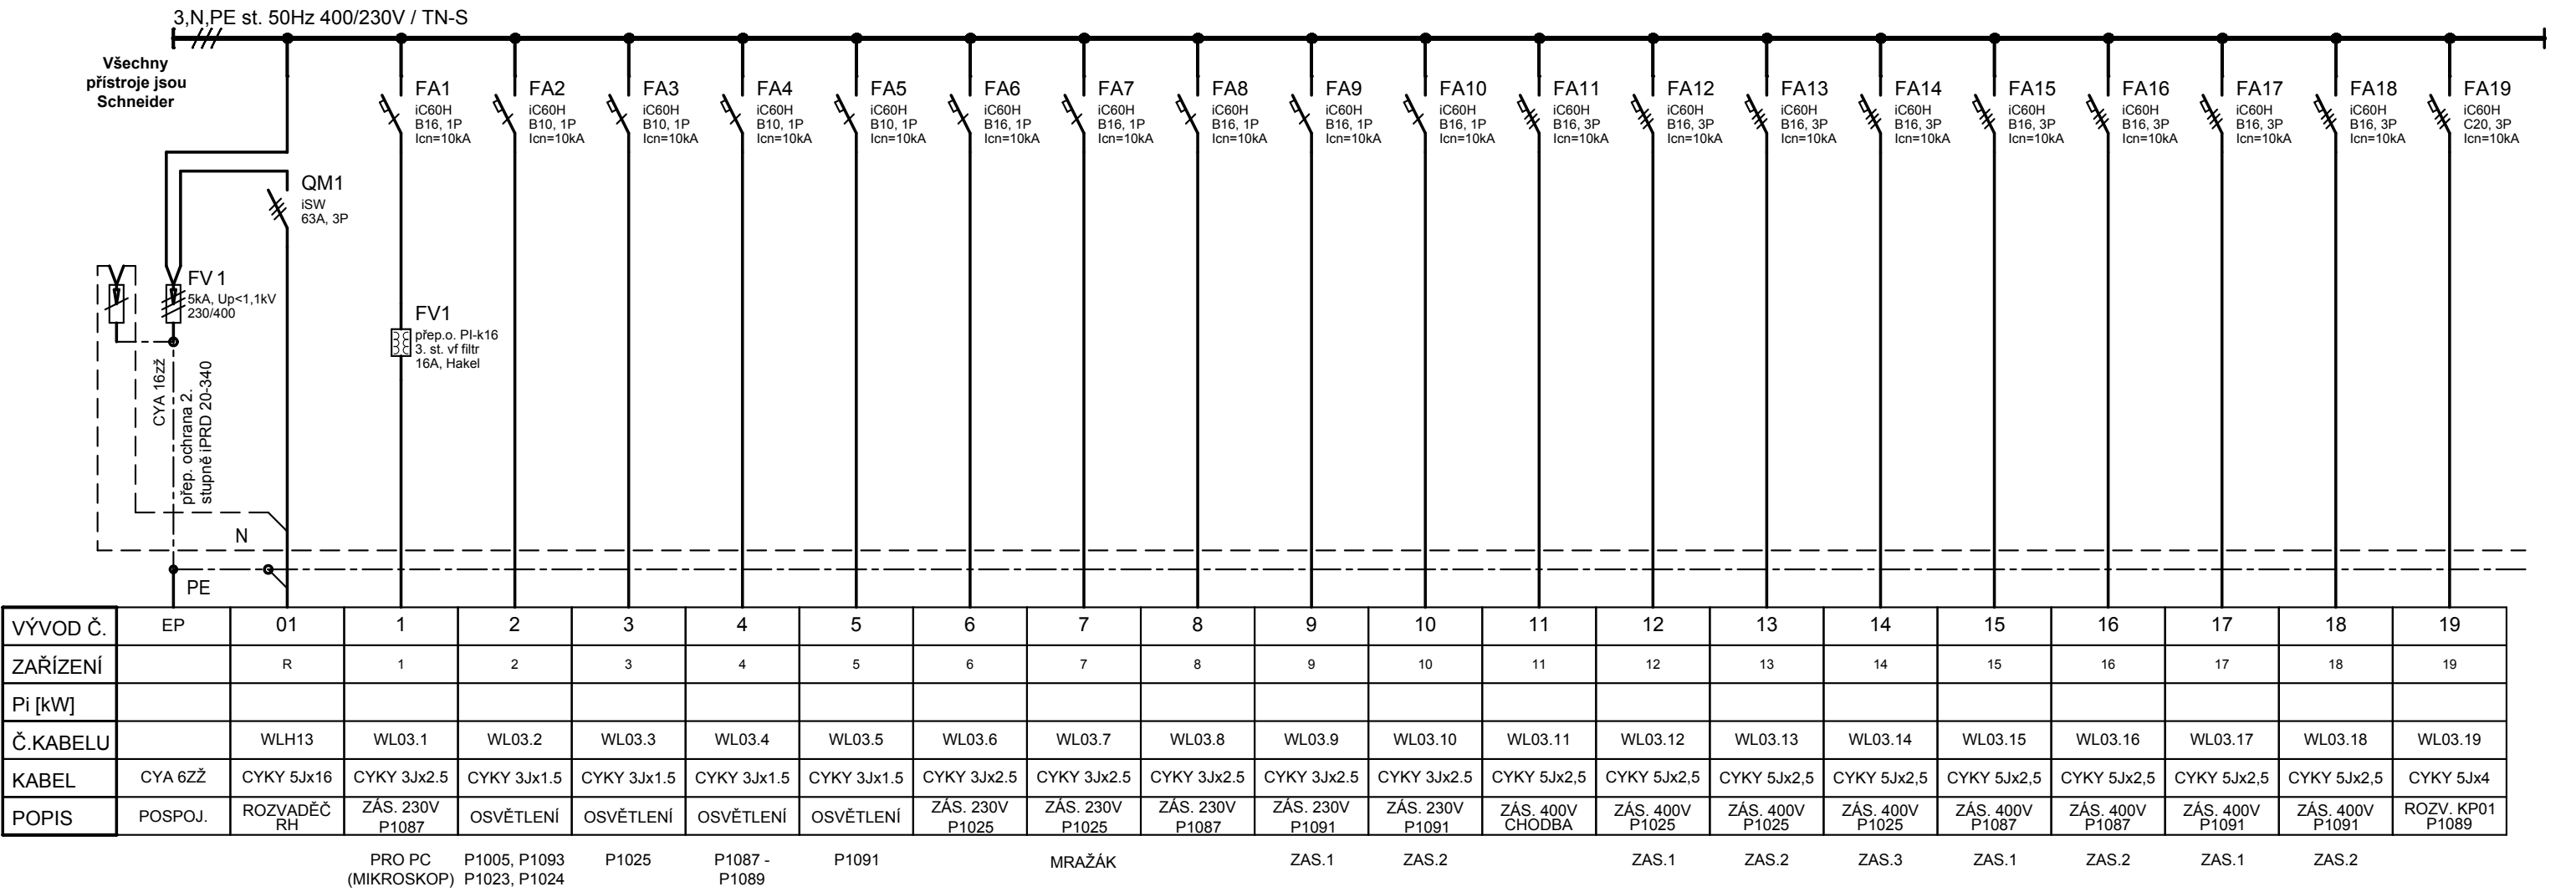 3,N,PE st. 50Hz 400/230V / TN-S
Všechny
přístroje jsou
Schneider
QM1
iSW
63A, 3P
FV 1
5kA, Up<1,1kV
230/400
CYA 16zž
přep. ochrana 2.
stupně iPRD 20-340
N
PE
FA1
iC60H
B16, 1P
Icn=10kA
FV1
přep.o. PI-k16
3. st. vf filtr
16A, Hakel
FA2
iC60H
B10, 1P
Icn=10kA
FA3
iC60H
B10, 1P
Icn=10kA
FA4
iC60H
B10, 1P
Icn=10kA
FA5
iC60H
B10, 1P
Icn=10kA
FA6
iC60H
B16, 1P
Icn=10kA
FA7
iC60H
B16, 1P
Icn=10kA
FA8
iC60H
B16, 1P
Icn=10kA
FA9
iC60H
B16, 1P
Icn=10kA
FA10
iC60H
B16, 1P
Icn=10kA
FA11
iC60H
B16, 3P
Icn=10kA
FA12
iC60H
B16, 3P
Icn=10kA
FA13
iC60H
B16, 3P
Icn=10kA
FA14
iC60H
B16, 3P
Icn=10kA
FA15
iC60H
B16, 3P
Icn=10kA
FA16
iC60H
B16, 3P
Icn=10kA
FA17
iC60H
B16, 3P
Icn=10kA
FA18
iC60H
B16, 3P
Icn=10kA
FA19
iC60H
C20, 3P
Icn=10kA
VÝVOD Č. EP 01 1 2 3 4 5 6 7 8 9 10 11 12 13 14 15 16 17 18 19
ZAŘÍZENÍ R 1 2 3 4 5 6 7 8 9 10 11 12 13 14 15 16 17 18 19
Pi [kW]
Č.KABELU WLH13 WL03.1 WL03.2 WL03.3 WL03.4 WL03.5 WL03.6 WL03.7 WL03.8 WL03.9 WL03.10 WL03.11 WL03.12 WL03.13 WL03.14 WL03.15 WL03.16 WL03.17 WL03.18 WL03.19
KABEL CYA 6ZŽ CYKY 5Jx16 CYKY 3Jx2.5 CYKY 3Jx1.5 CYKY 3Jx1.5 CYKY 3Jx1.5 CYKY 3Jx1.5 CYKY 3Jx2.5 CYKY 3Jx2.5 CYKY 3Jx2.5 CYKY 3Jx2.5 CYKY 3Jx2.5 CYKY 5Jx2,5 CYKY 5Jx2,5 CYKY 5Jx2,5 CYKY 5Jx2,5 CYKY 5Jx2,5 CYKY 5Jx2,5 CYKY 5Jx2,5 CYKY 5Jx2,5 CYKY 5Jx4
POPIS POSPOJ. ROZVADĚČ ZÁS. 230V OSVĚTLENÍ OSVĚTLENÍ OSVĚTLENÍ OSVĚTLENÍ ZÁS. 230V ZÁS. 230V ZÁS. 230V ZÁS. 230V ZÁS. 230V ZÁS. 400V ZÁS. 400V ZÁS. 400V ZÁS. 400V ZÁS. 400V ZÁS. 400V ZÁS. 400V ZÁS. 400V ROZV. KP01
RH P1087 P1025 P1025 P1087 P1091 P1091 CHODBA P1025 P1025 P1025 P1087 P1087 P1091 P1091 P1089
PRO PC P1005, P1093 P1025 P1087 - P1091 MRAŽÁK ZAS.1 ZAS.2 ZAS.1 ZAS.2 ZAS.3 ZAS.1 ZAS.2 ZAS.1 ZAS.2
(MIKROSKOP) P1023, P1024 P1089